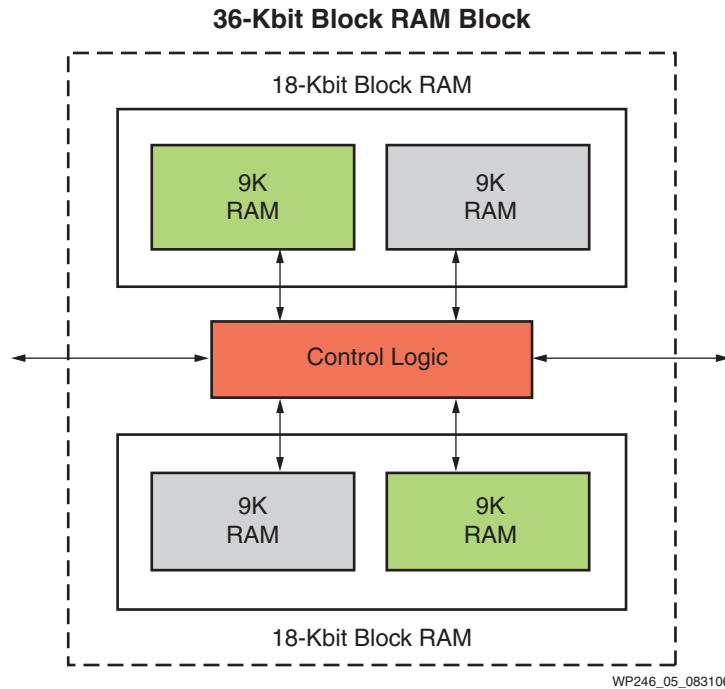 36-Kbit Block RAM Block
18-Kbit Block RAM
9K
RAM
9K
RAM
Control Logic
9K
RAM
9K
RAM
18-Kbit Block RAM
WP246_05_083106